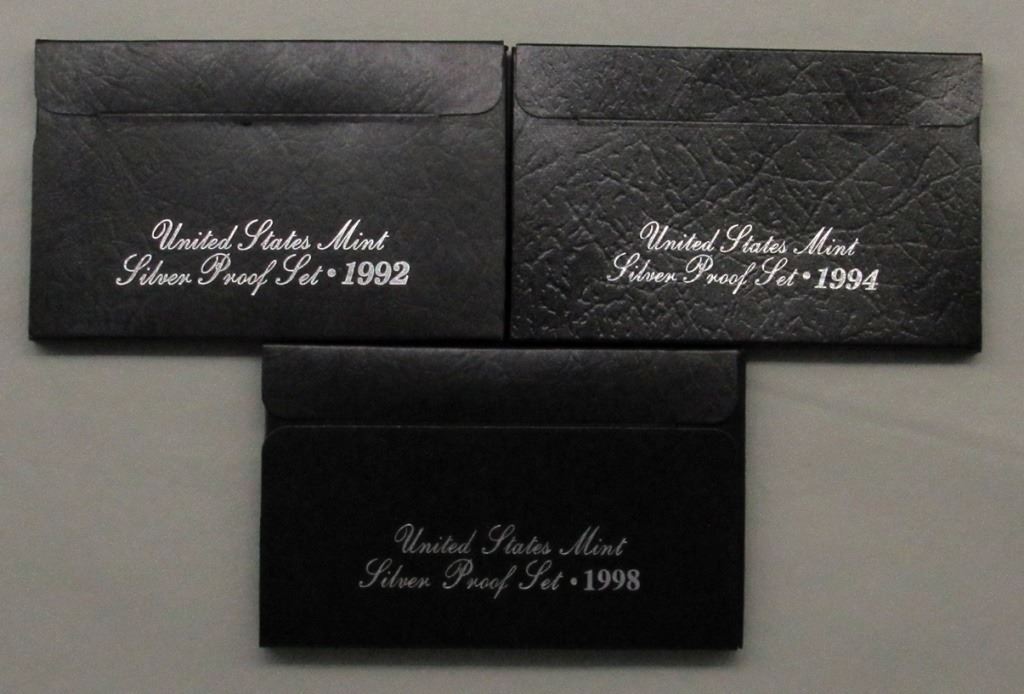 United States Mint
Silver Proof Set • 1992
United States Mint
Silver Proof Set • 1994
United States Mint
Silver Proof Set • 1998